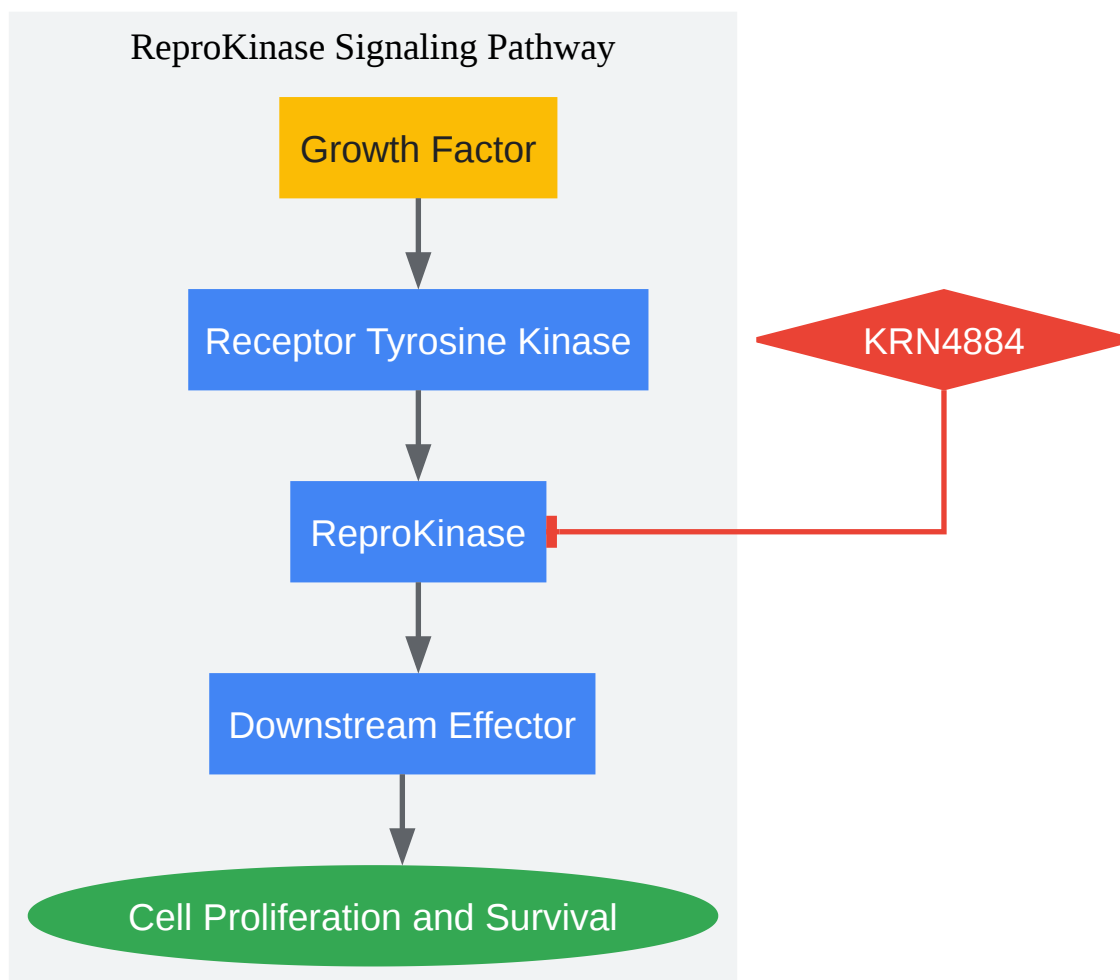 ReproKinase Signaling Pathway
Growth Factor
Receptor Tyrosine Kinase
KRN4884
ReproKinase
Downstream Effector
Cell Proliferation and Survival